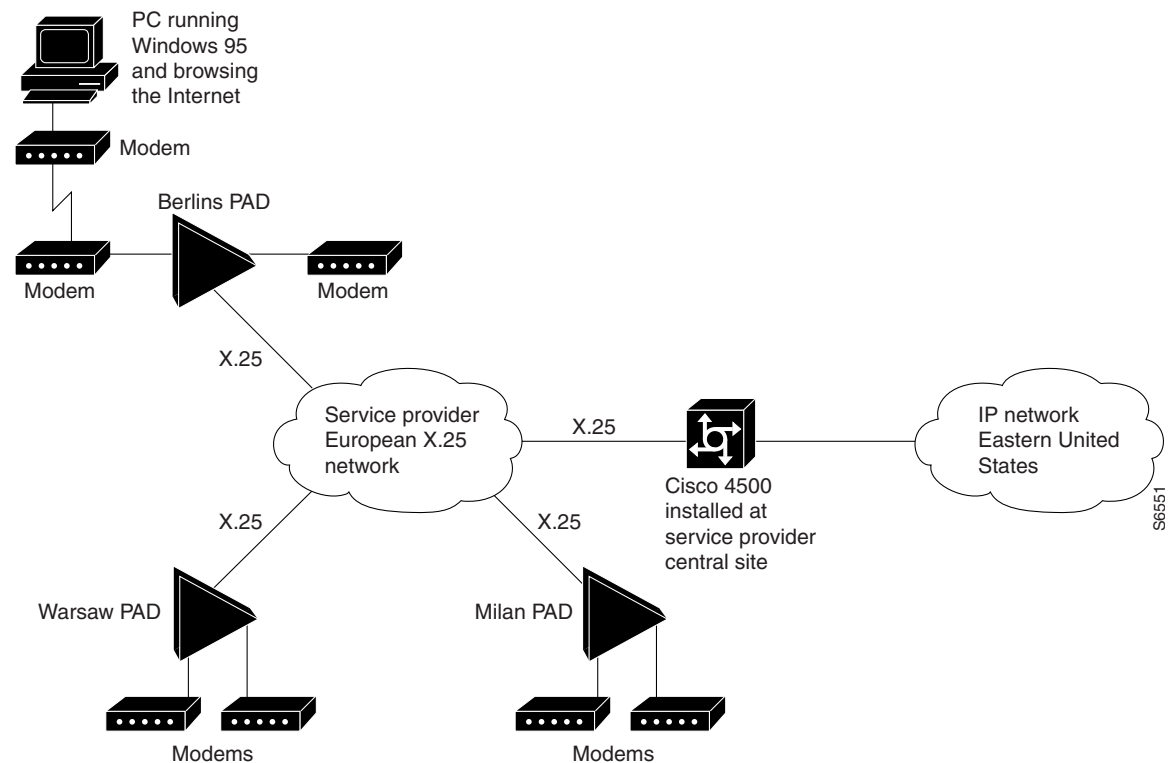 PC running
Windows 95
and browsing
the Internet
Modem
Berlins PAD
Modem
Modem
X.25
Service provider
European X.25
network
X.25
IP network
Eastern United
States
Cisco 4500
installed at
service provider
central site
S6551
X.25
X.25
Warsaw PAD
Milan PAD
Modems
Modems